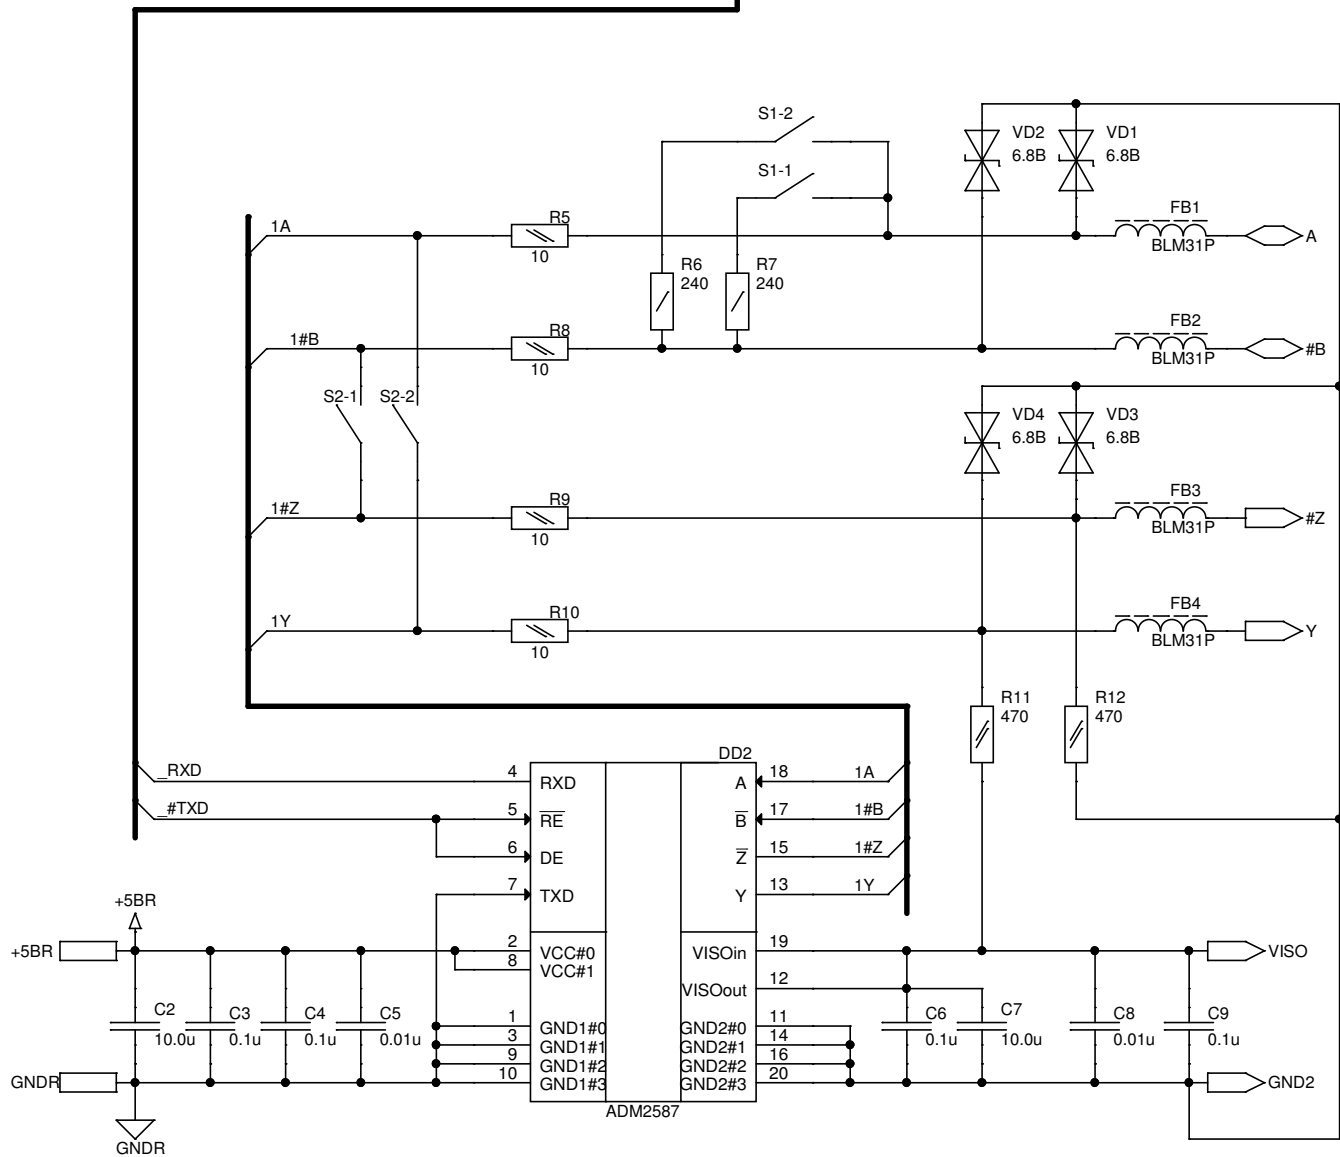 S1-2
VD2
6.8B
VD1
6.8B
S1-1
1A
R5
10
FB1
BLM31P
A
R6
240
R7
240
1#B
R8
10
FB2
BLM31P
#B
S2-1
S2-2
VD4
6.8B
VD3
6.8B
1#Z
R9
10
FB3
BLM31P
#Z
1Y
R10
10
FB4
BLM31P
Y
R11
470
R12
470
DD2
_RXD
4
RXD
A
18
1A
_#TXD
5
RE
B
17
1#B
6
DE
Z
15
1#Z
7
TXD
Y
13
1Y
+5BR
+5BR
2
VCC#0
VISOin
19
VISO
8
VCC#1
VISOout
12
C2
10.0u
C3
0.1u
C4
0.1u
C5
0.01u
1
GND1#0
GND2#0
11
3
GND1#1
GND2#1
14
9
GND1#2
GND2#2
16
10
GND1#3
GND2#3
20
C6
0.1u
C7
10.0u
C8
0.01u
C9
0.1u
GNDR
GND2
ADM2587
GNDR